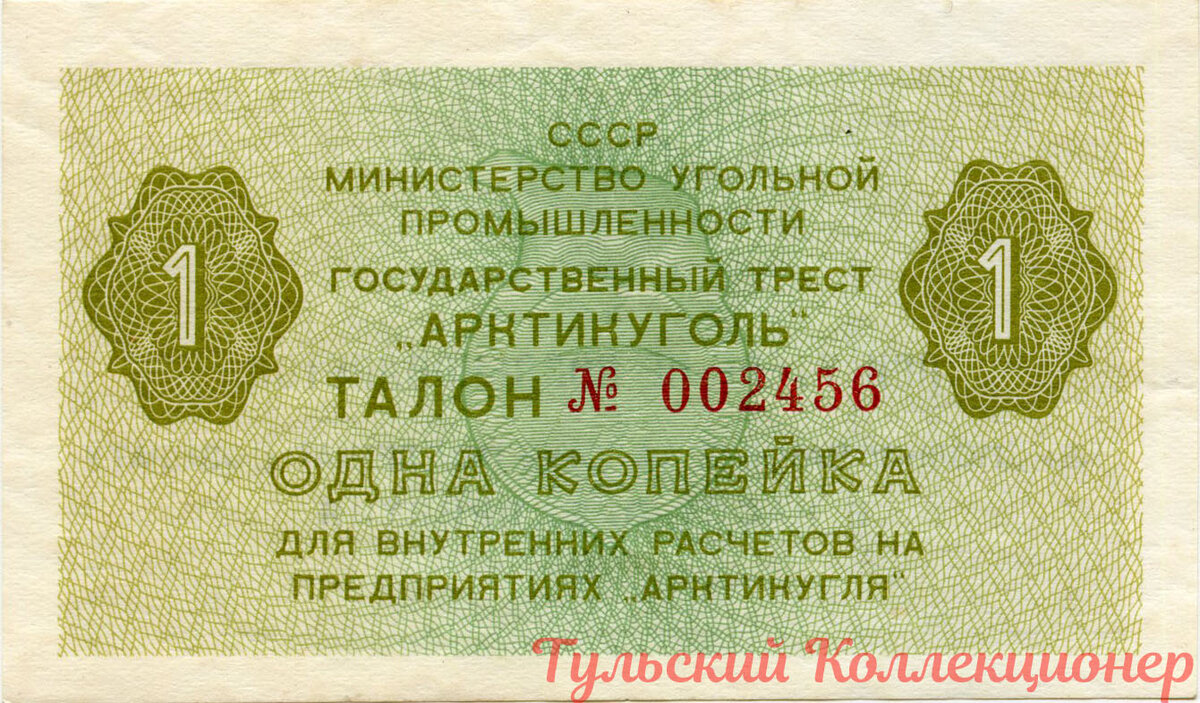 СССР
МИНИСТЕРСТВО УГОЛЬНОЙ
ПРОМЫШЛЕННОСТИ
ГОСУДАРСТВЕННЫЙ ТРЕСТ
„АРКТИКУГОЛЬ"
1
1
ТАЛОН № 002456
ОДНА КОПЕЙКА
ДЛЯ ВНУТРЕННИХ РАСЧЕТОВ НА
ПРЕДПРИЯТИЯХ „АРКТИКУГЛЯ"
Тульский Коллекционер